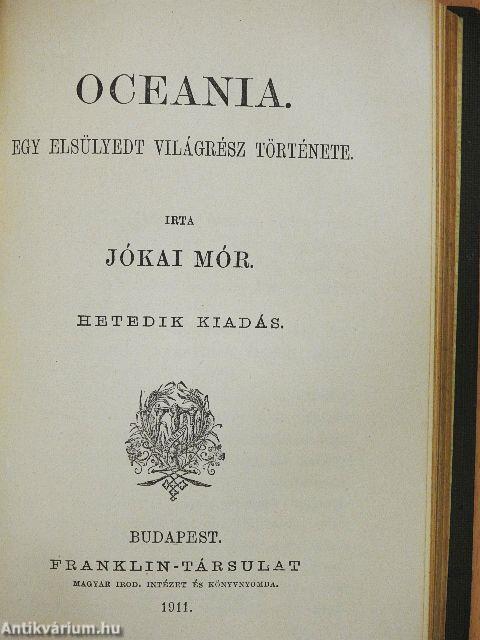 OCEANIA.
EGY ELSÜLYEDT VILÁGRÉSZ TÖRTÉNETE.
IRTA
JÓKAI MÓR.
HETEDIK KIADÁS.
BUDAPEST.
FRANKLIN-TÁRSULAT
MAGYAR IROD. INTÉZET ÉS KÖNYVNYOMDA.
1911.
Antikvárium.hu